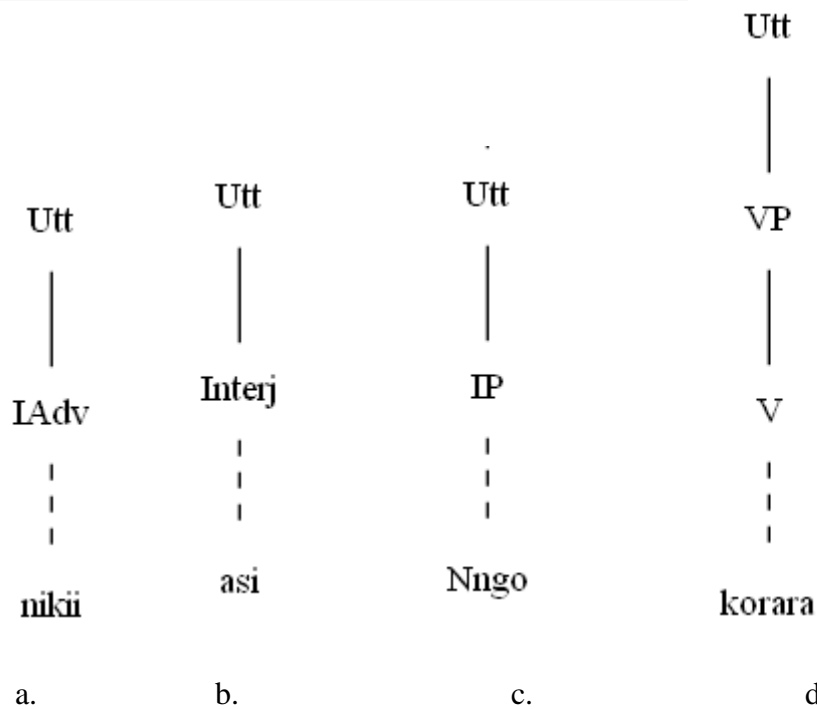 Utt
Utt Utt Utt VP
IAdv Interj IP V
nikii asi Nngo korara
a. b. c. d